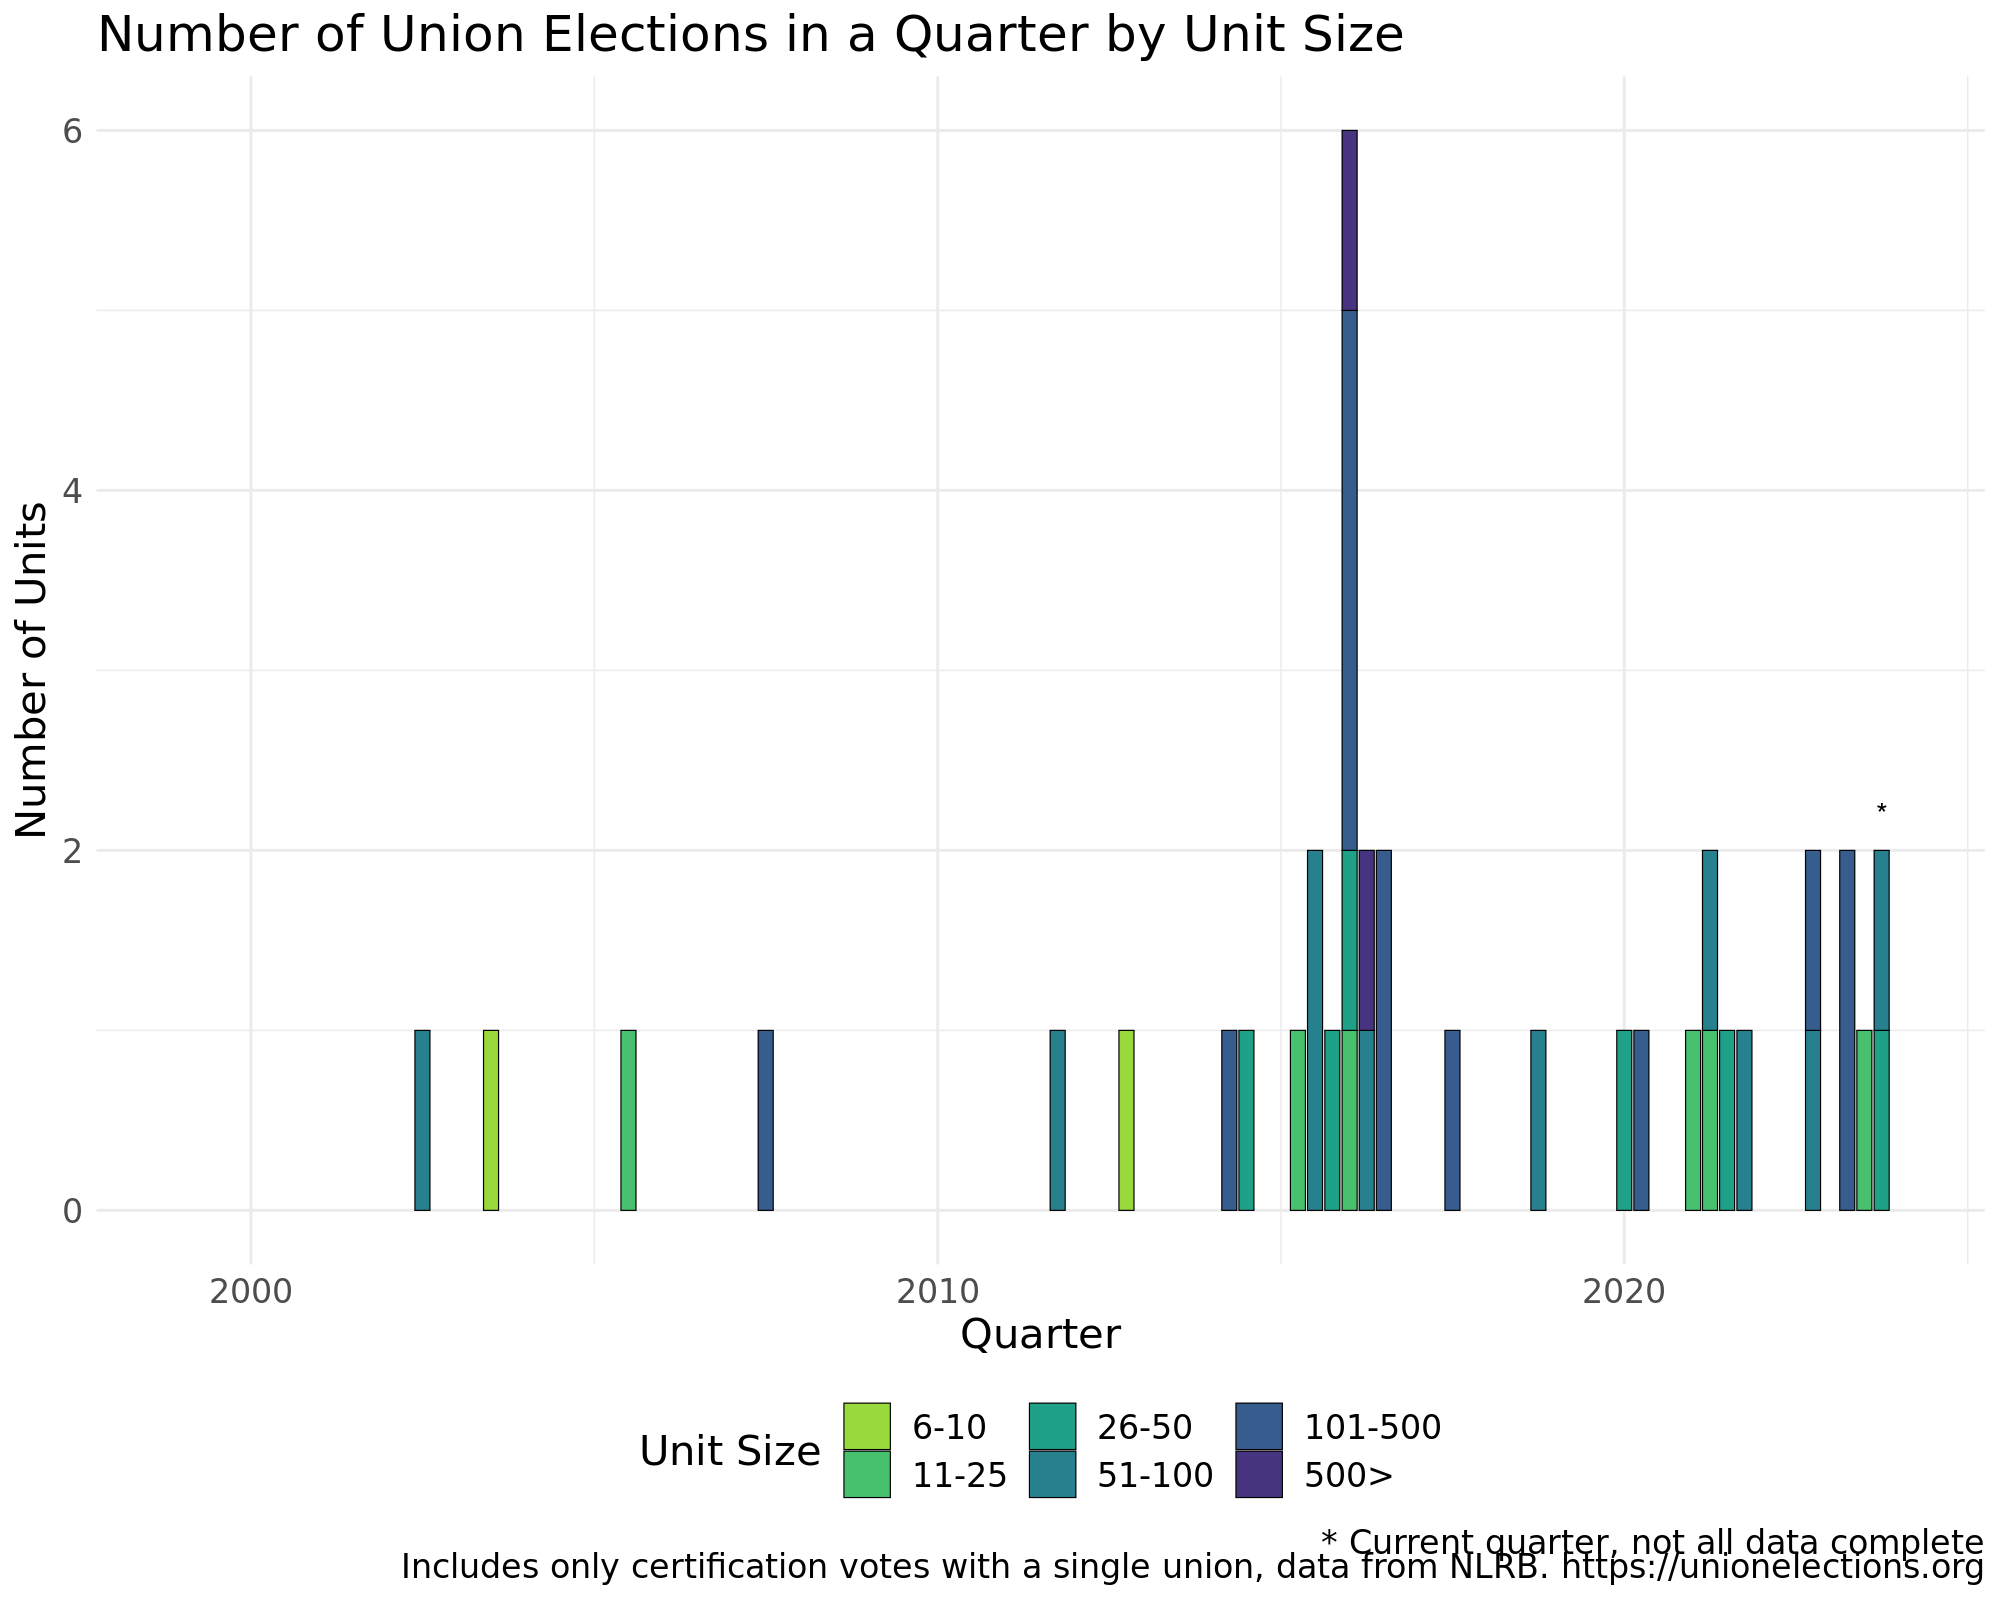 Number of Union Elections in a Quarter by Unit Size
6
4
2
0
Number of Units
*
2000 2010 2020
Quarter
Unit Size
6-10 26-50 101-500
11-25 51-100 500>
* Current quarter, not all data complete
Includes only certification votes with a single union, data from NLRB. https://unionelections.org